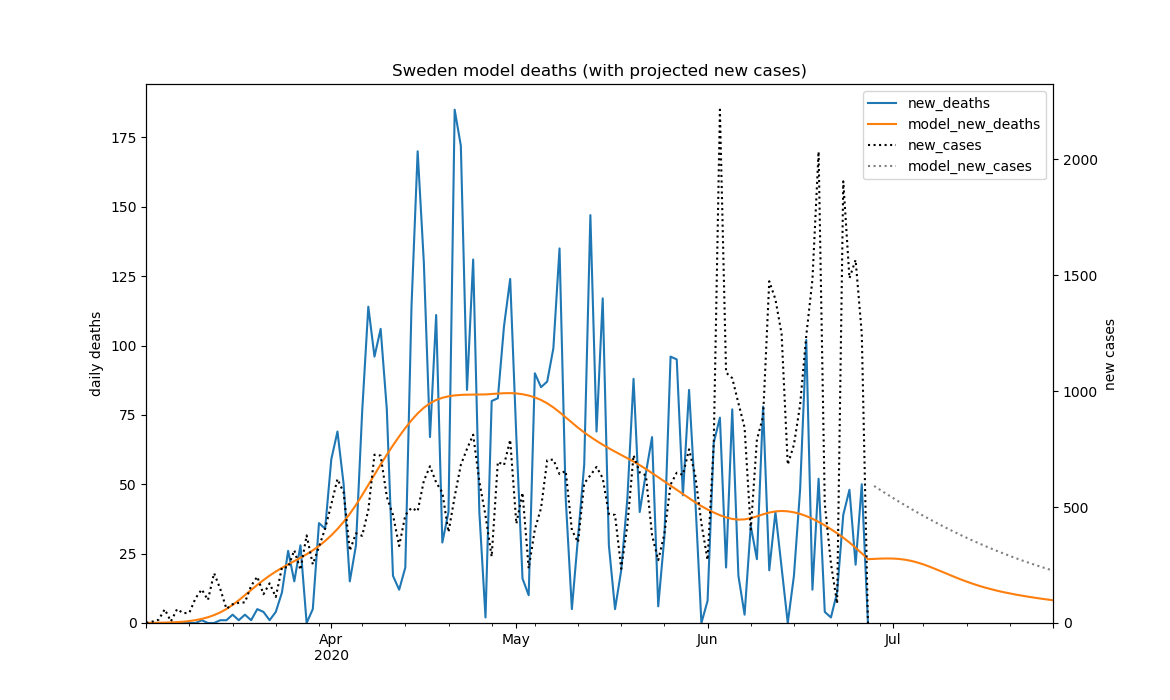 Sweden model deaths (with projected new cases)
new_deaths
model_new_deaths
new_cases
model_new_cases
daily deaths
175
150
125
100
75
50
25
0
2000
1500
1000
500
0
new cases
Apr
2020
May
Jun
Jul